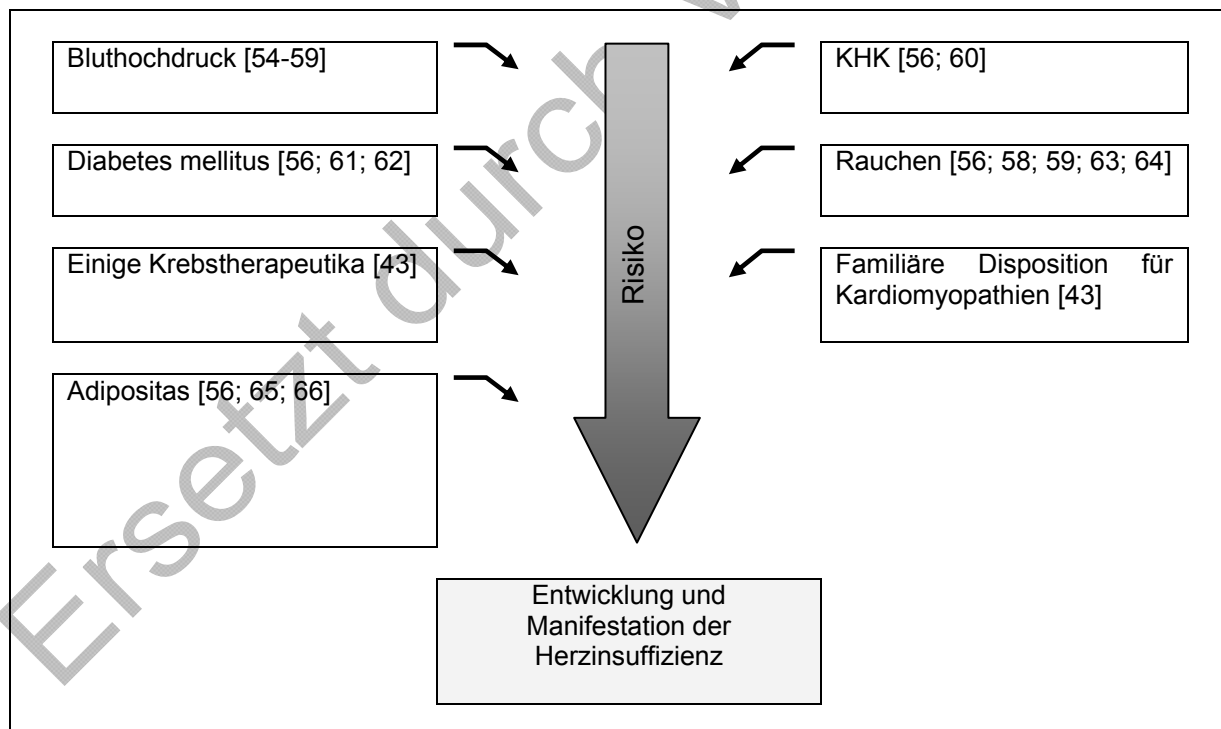 Bluthochdruck [54-59]
KHK [56; 60]
Diabetes mellitus [56; 61; 62]
Rauchen [56; 58; 59; 63; 64]
Einige Krebstherapeutika [43]
Familiäre Disposition für
Kardiomyopathien [43]
Adipositas [56; 65; 66]
Risiko
Entwicklung und
Manifestation der
Herzinsuffizienz
Ersetzt durch